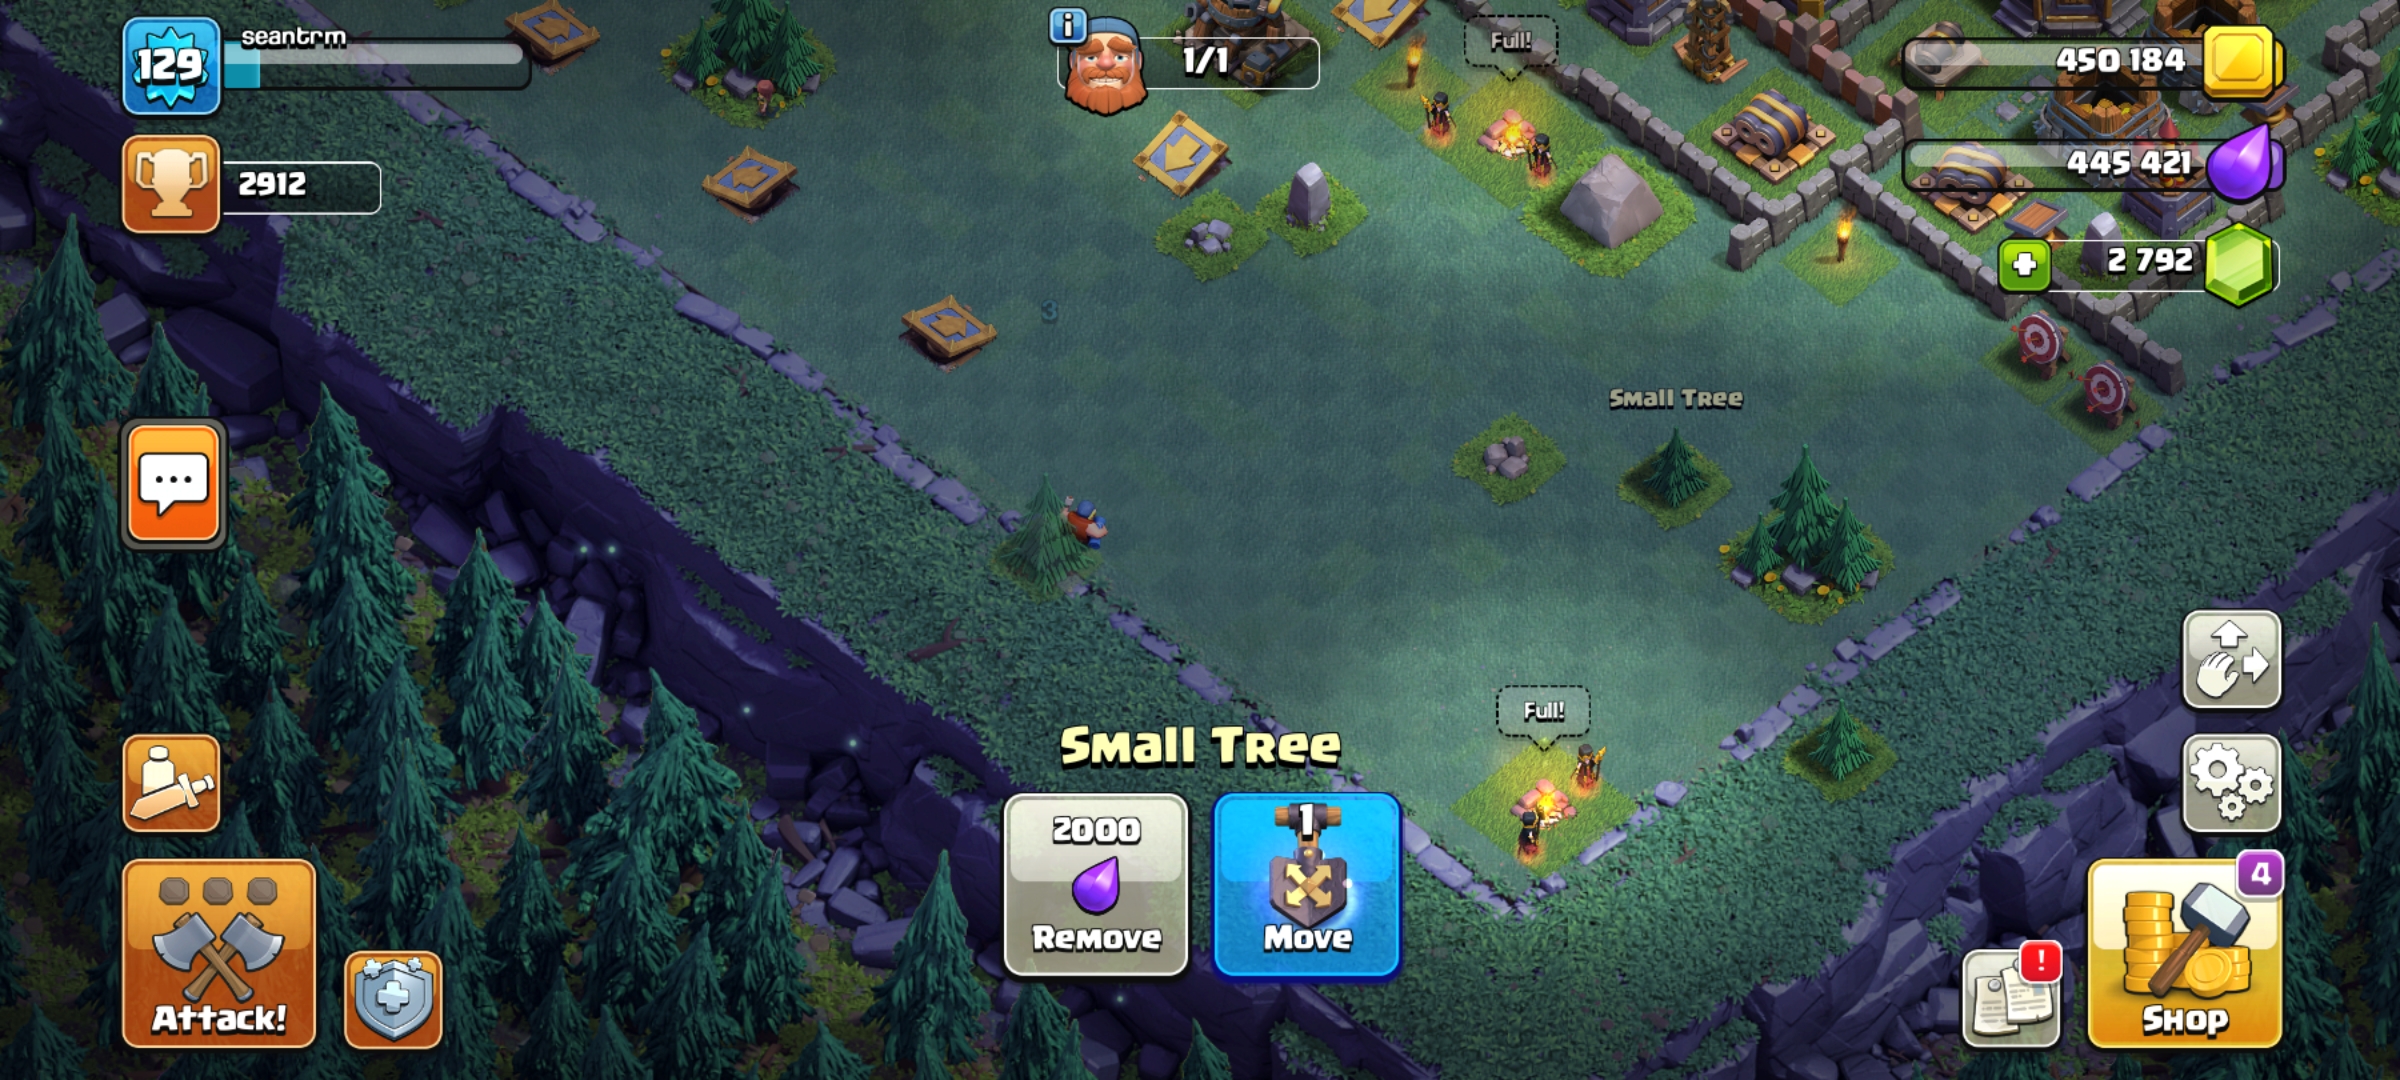 129
seantrm
1/1
Full!
450 184
2912
445 421
2 792
3
Small Tree
Full!
Small Tree
2000
Remove
1
Move
4
!
Attack!
Shop